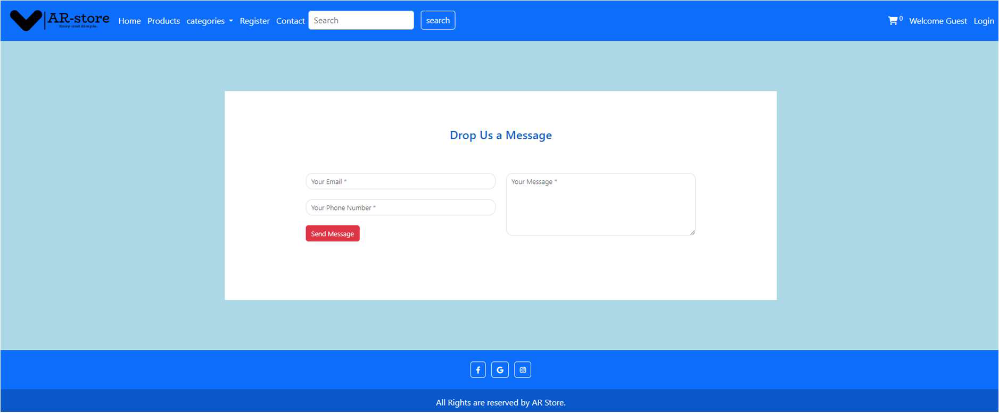 AR-store
Easy and Simple.
Home Products categories Register Contact Search search 0 Welcome Guest Login
Drop Us a Message
Your Email *
Your Message *
Your Phone Number *
Send Message
All Rights are reserved by AR Store.